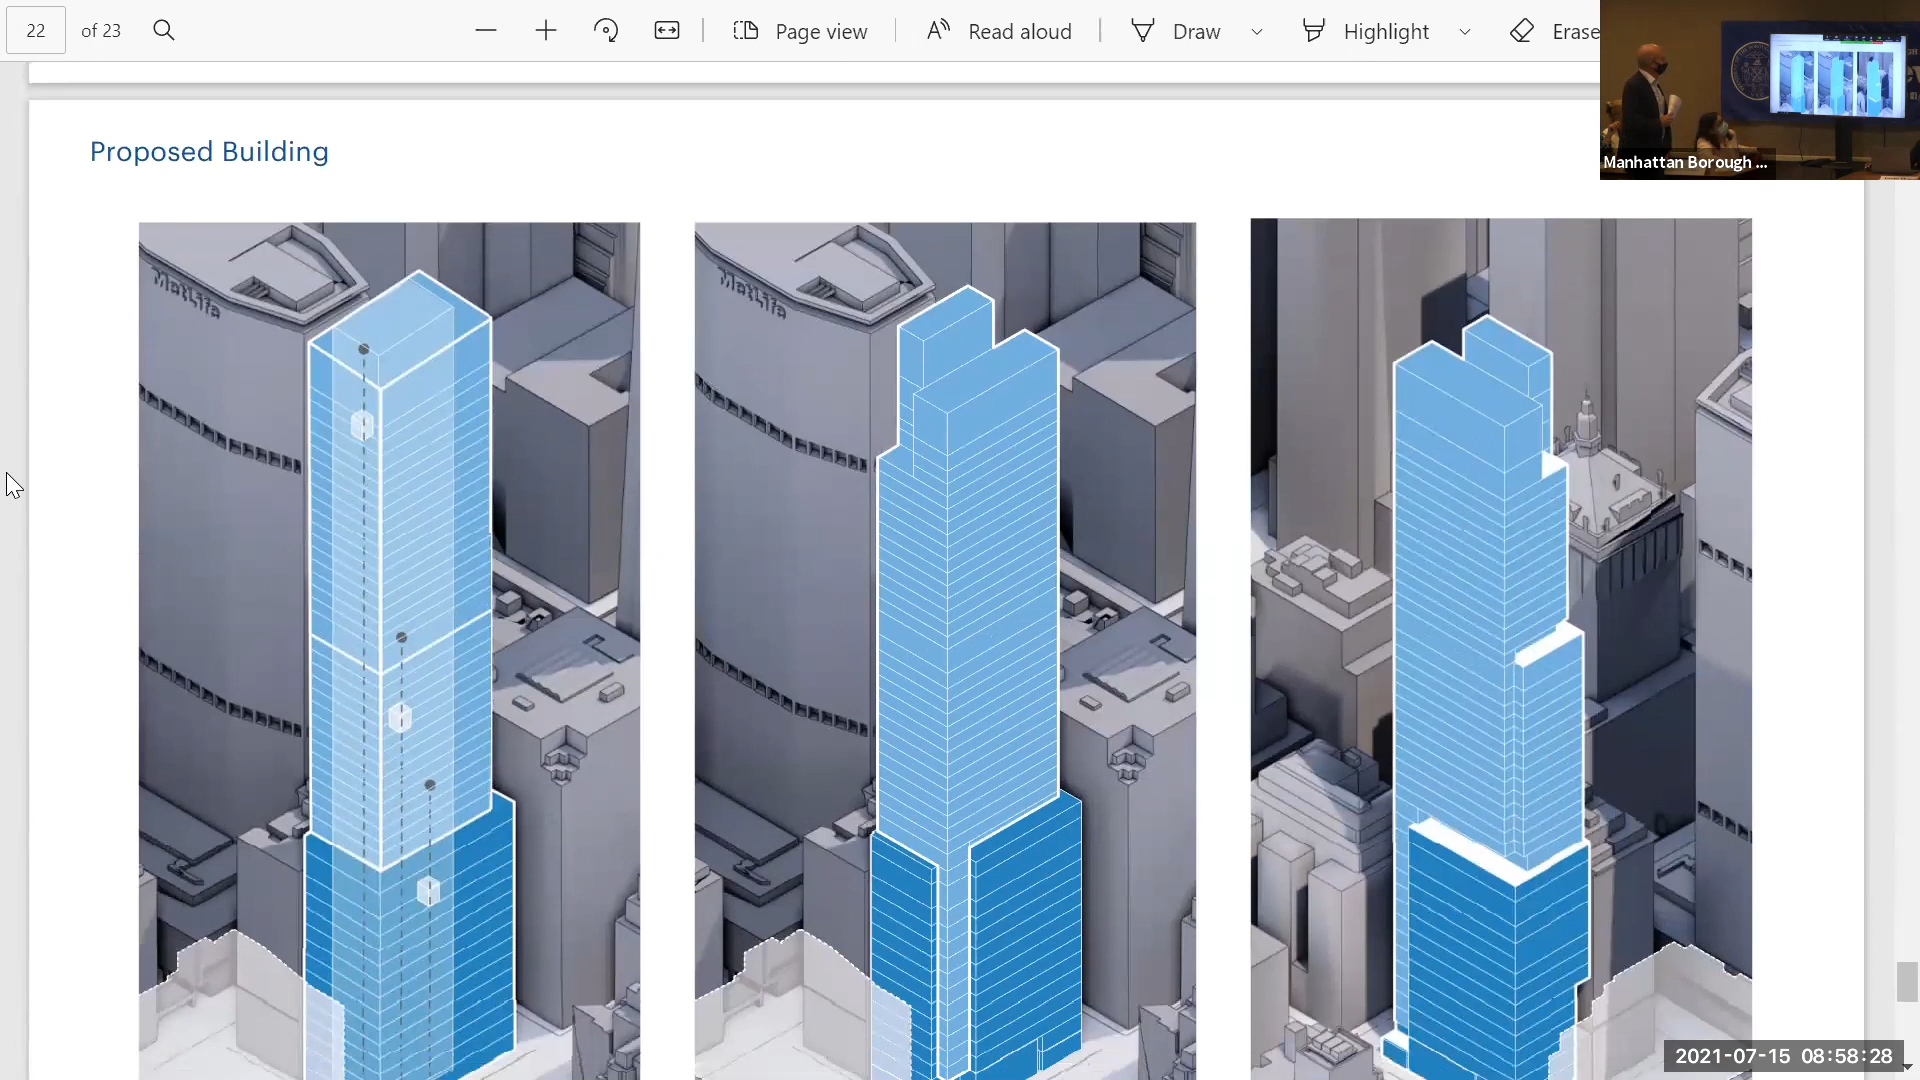 22 of 23 Page view Read aloud Draw Highlight Erase
Manhattan Borough ...
Proposed Building
MetLife
MetLife
2021-07-15 08:58:28